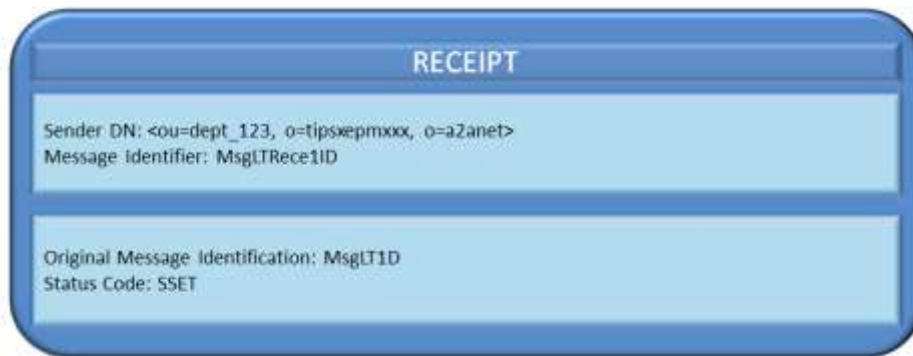 RECEIPT
Sender DN: <ou=dept_123, o=tipsxepmxxx, o=a2anet>
Message Identifier: MsgLTRece1ID
Original Message Identification: MsgLT1D
Status Code: SSET